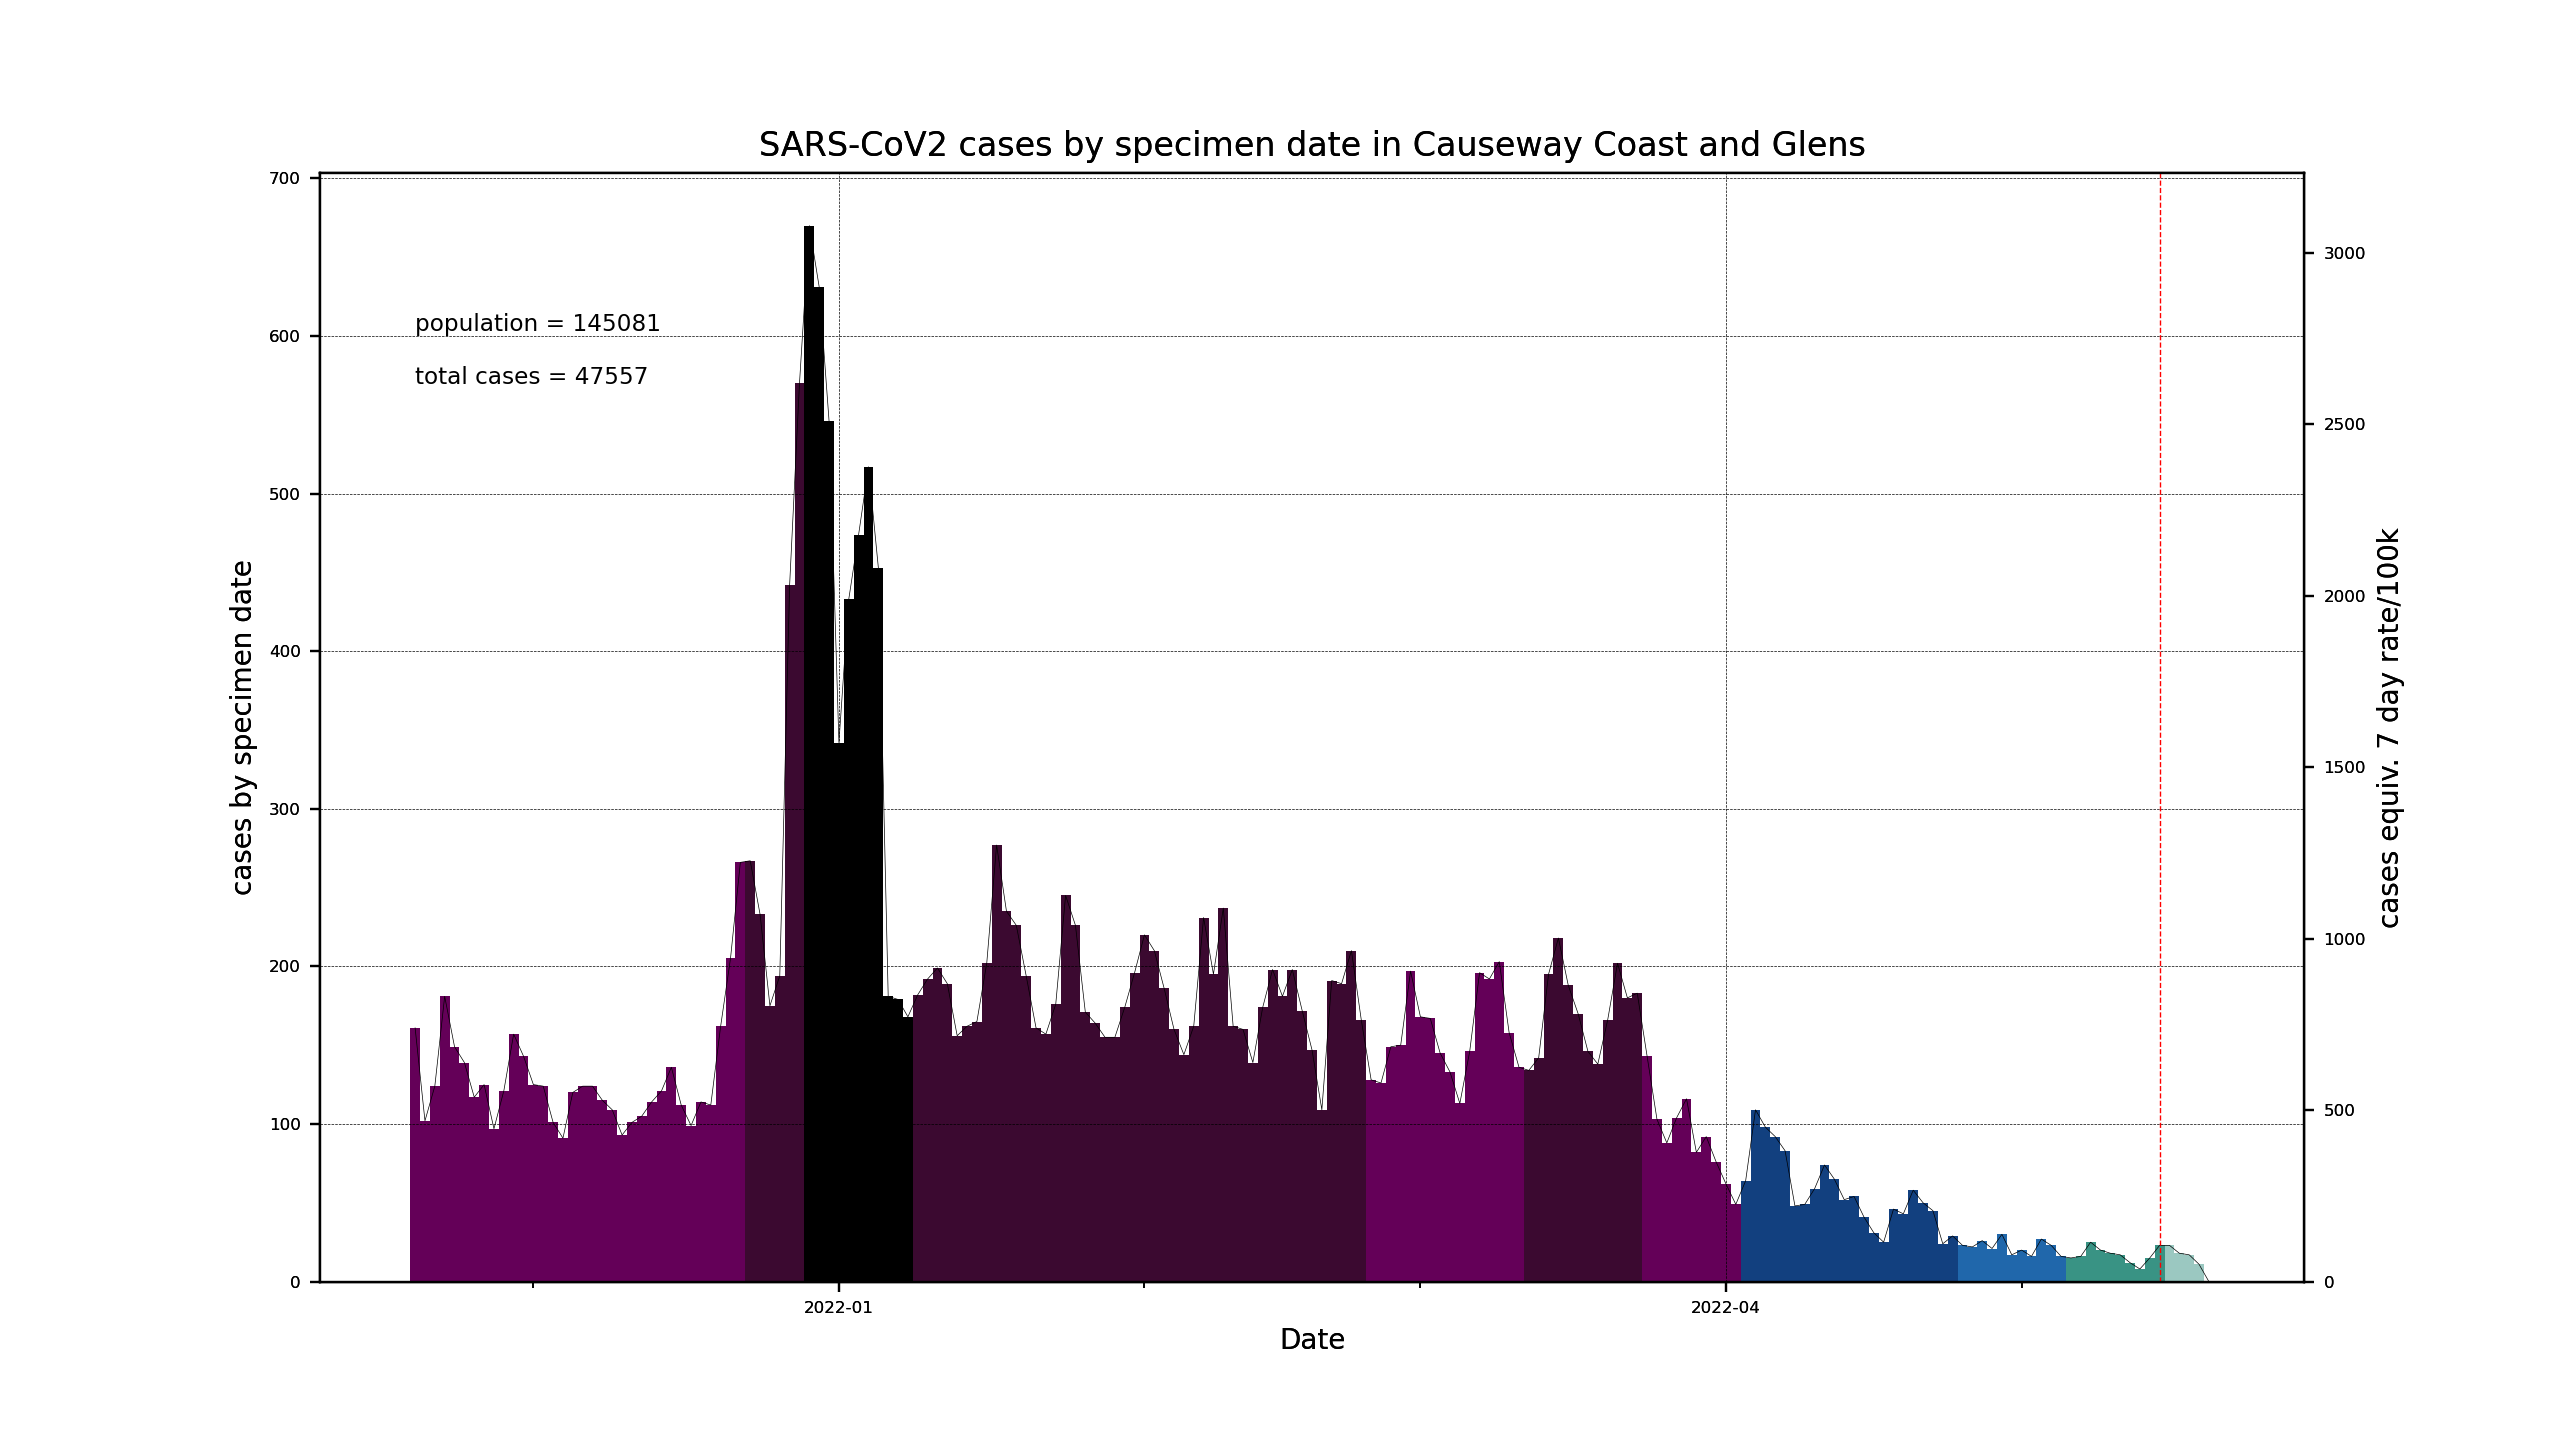 SARS-CoV2 cases by specimen date in Causeway Coast and Glens
700
600
500
400
300
200
100
0
cases by specimen date
population = 145081
total cases = 47557
3000
2500
2000
1500
1000
500
0
cases equiv. 7 day rate/100k
2022-01
2022-04
Date